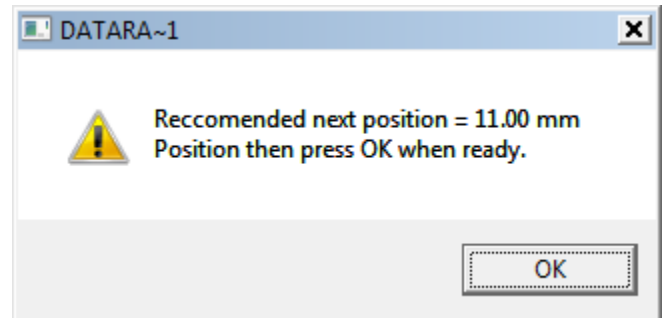 DATARA~1
Reccomended next position = 11.00 mm
Position then press OK when ready.
OK